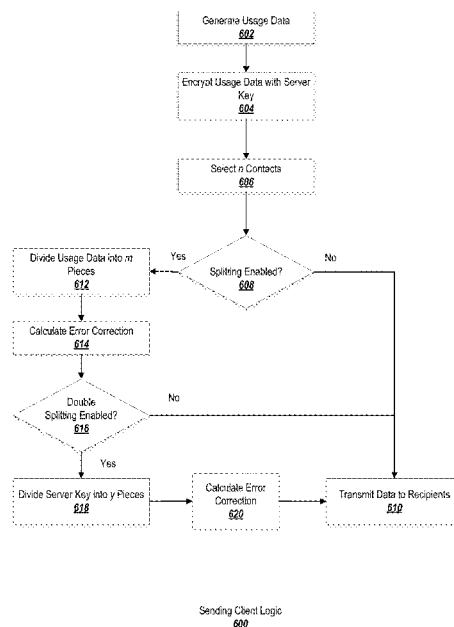 Generate Usage Data
602
Encrypt Usage Data with Server
Key
604
Select n Contacts
606
Splitting Enabled?
608
Yes
No
Divide Usage Data into m
Pieces
612
Calculate Error Correction
614
Double
Splitting Enabled?
616
No
Yes
Divide Server Key into y Pieces
618
Calculate Error
Correction
620
Transmit Data to Recipients
610
Sending Client Logic
600